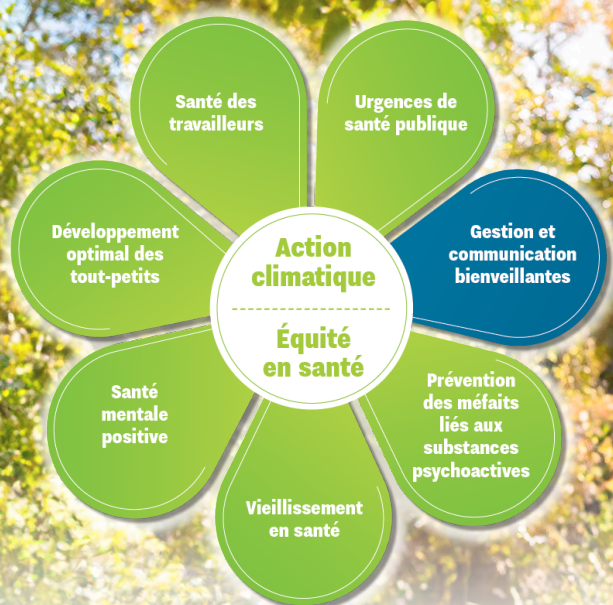 Santé des
travailleurs
Urgences de
santé publique
Développement
optimal des
tout-petits
Gestion et
communication
bienveillantes
Action
climatique
Équité
en santé
Santé
mentale
positive
Prévention
des méfaits
liés aux
substances
psychoactives
Vieillissement
en santé